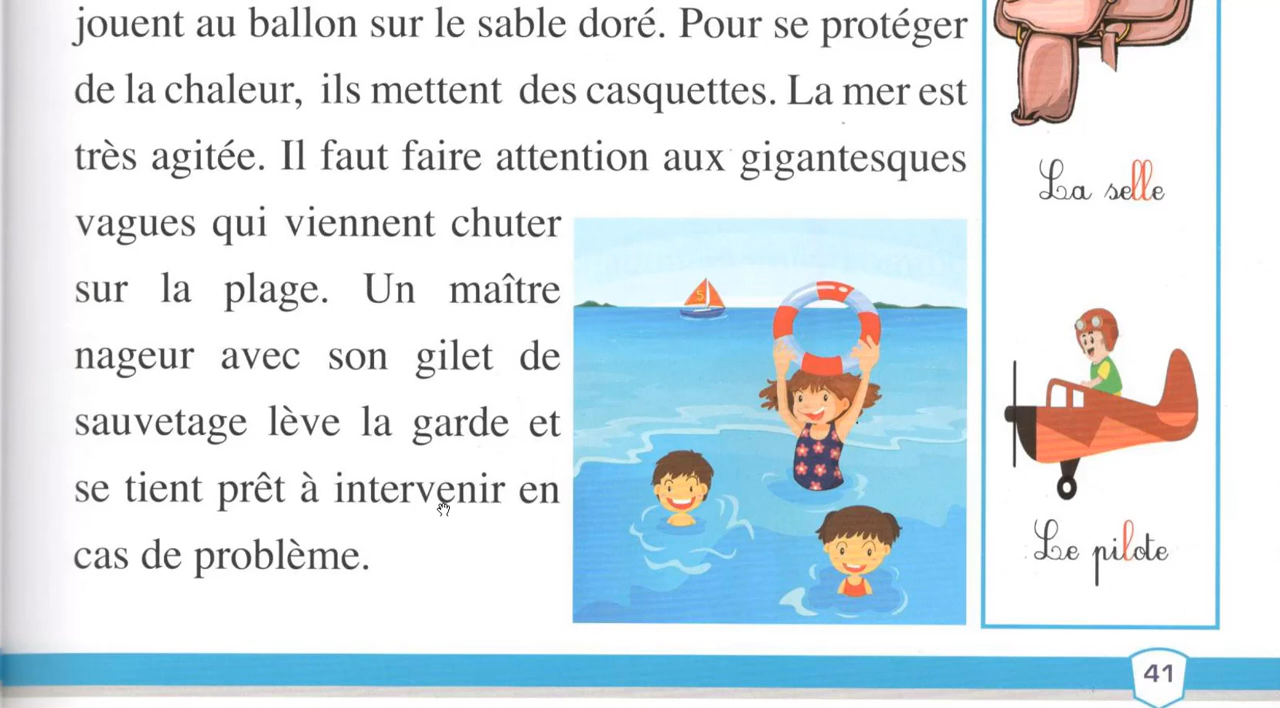 jouent au ballon sur le sable doré. Pour se protéger
de la chaleur, ils mettent des casquettes. La mer est
très agitée. Il faut faire attention aux gigantesques
vagues qui viennent chuter
sur la plage. Un maître
nageur avec son gilet de
sauvetage lève la garde et
se tient prêt à intervenir en
cas de problème.
La selle
Le pilote
41